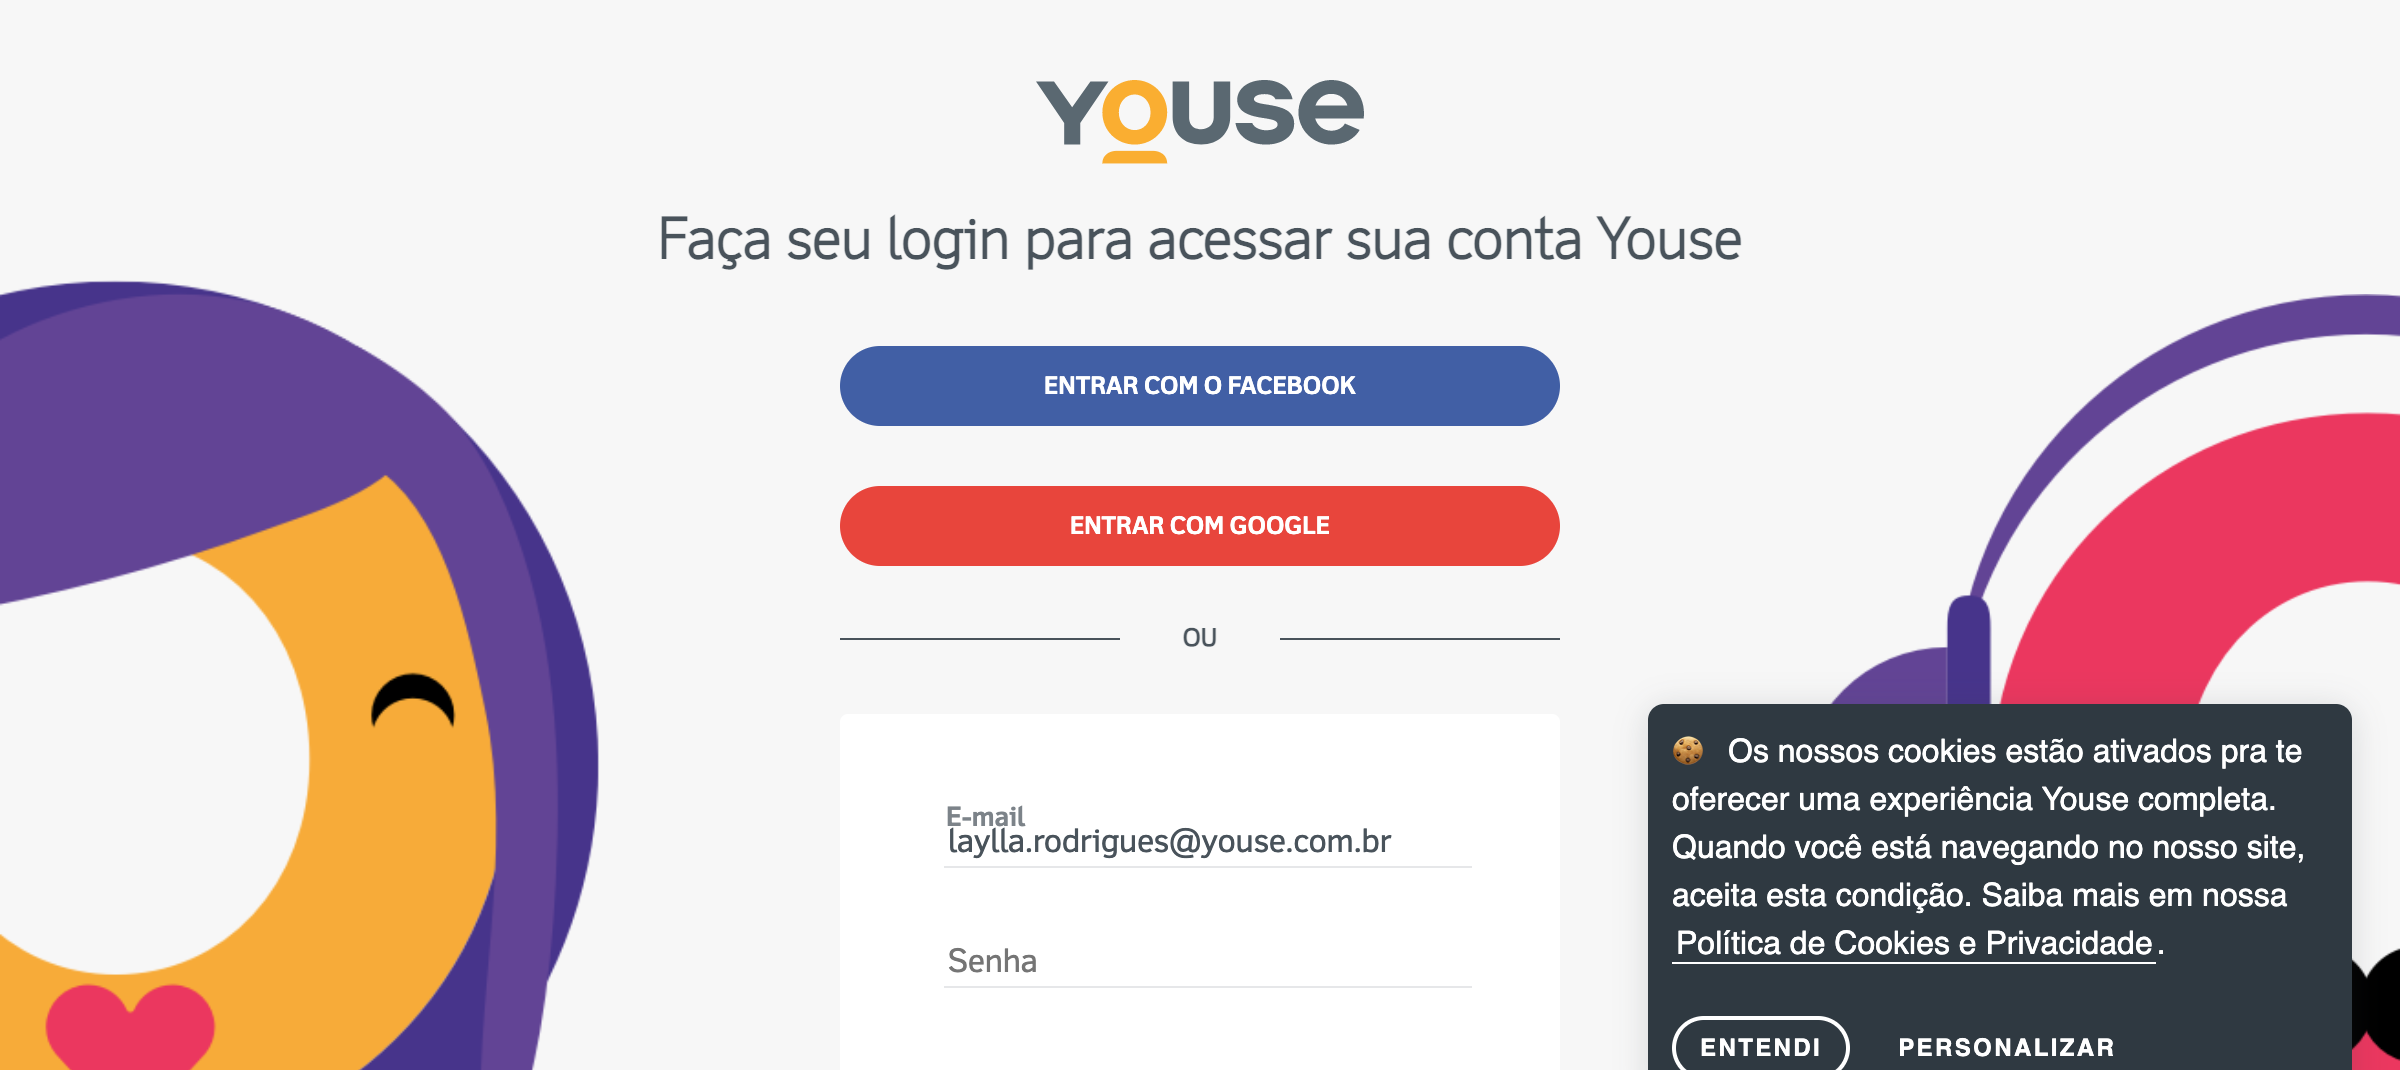 Youse
Faça seu login para acessar sua conta Youse
ENTRAR COM O FACEBOOK
ENTRAR COM GOOGLE
OU
E-mail
laylla.rodrigues@youse.com.br
Senha
🍪 Os nossos cookies estão ativados pra te
oferecer uma experiência Youse completa.
Quando você está navegando no nosso site,
aceita esta condição. Saiba mais em nossa
Política de Cookies e Privacidade.
ENTENDI PERSONALIZAR